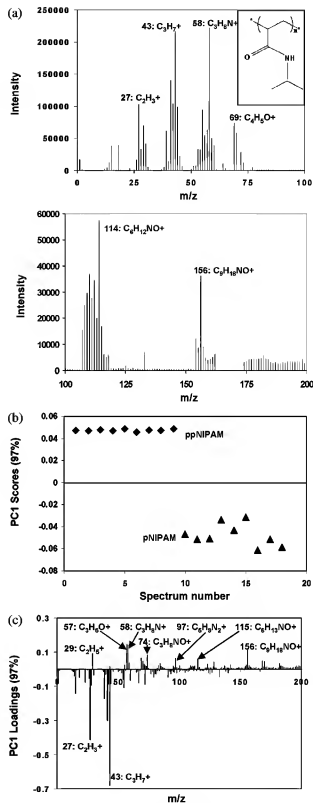 (a)
250000
200000
150000
100000
50000
0
Intensity
43: C3H7+
58: C3H8N+
27: C2H3+
69: C4H5O+
O
NH
n
0
25
50
75
100
m/z
60000
50000
40000
30000
20000
10000
0
Intensity
114: C6H12NO+
156: C9H18NO+
100
125
150
175
200
m/z
(b)
0.06
0.04
0.02
0
-0.02
-0.04
-0.06
-0.08
PC1 Scores (97%)
ppNIPAM
pNIPAM
0
5
10
15
20
Spectrum number
(c)
0.3
0.1
-0.1
-0.3
-0.5
-0.7
PC1 Loadings (97%)
57: C3H5O+
58: C3H8N+
97: C5H9N2+
115: C6H13NO+
29: C2H5+
74: C3H8NO+
156: C9H18NO+
0
50
100
150
200
27: C2H3+
43: C3H7+
m/z